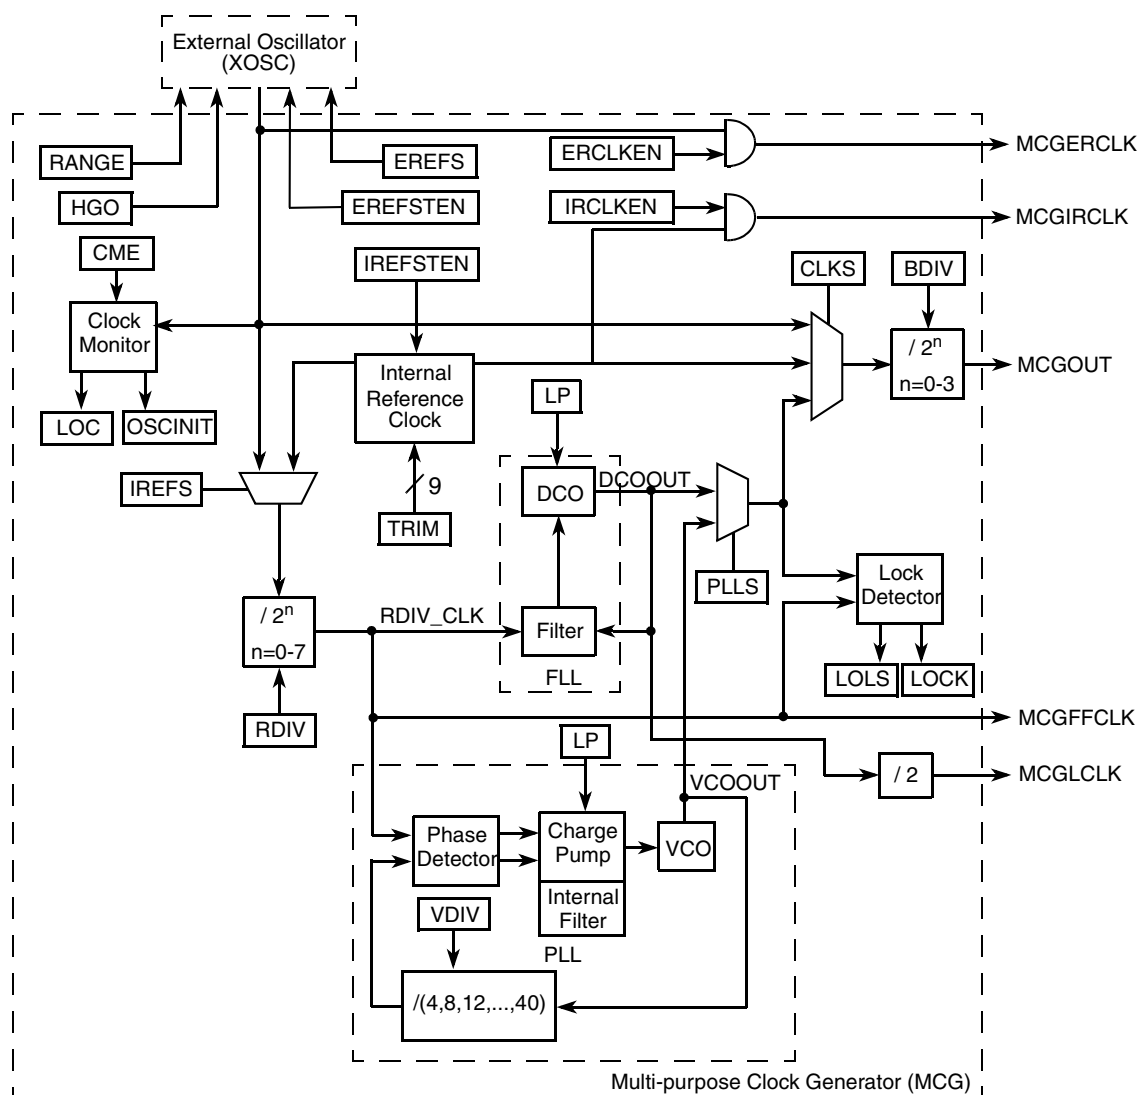 External Oscillator
(XOSC)
RANGE
EREFS
ERCLKEN
MCGERCLK
HGO
EREFSTEN
IRCLKEN
MCGIRCLK
CME
IREFSTEN
CLKS
BDIV
Clock
Monitor
Internal
Reference
Clock
/ 2ⁿ
n=0-3
MCGOUT
LP
LOC
OSCINIT
IREFS
9
TRIM
DCO
DCOOUT
PLLS
Lock
Detector
/ 2ⁿ
n=0-7
RDIV_CLK
Filter
FLL
LOLS
LOCK
RDIV
MCGFFCLK
LP
/ 2
MCGLCLK
VCOOUT
Phase
Detector
Charge
Pump
VCO
Internal
Filter
VDIV
PLL
/(4,8,12,...,40)
Multi-purpose Clock Generator (MCG)